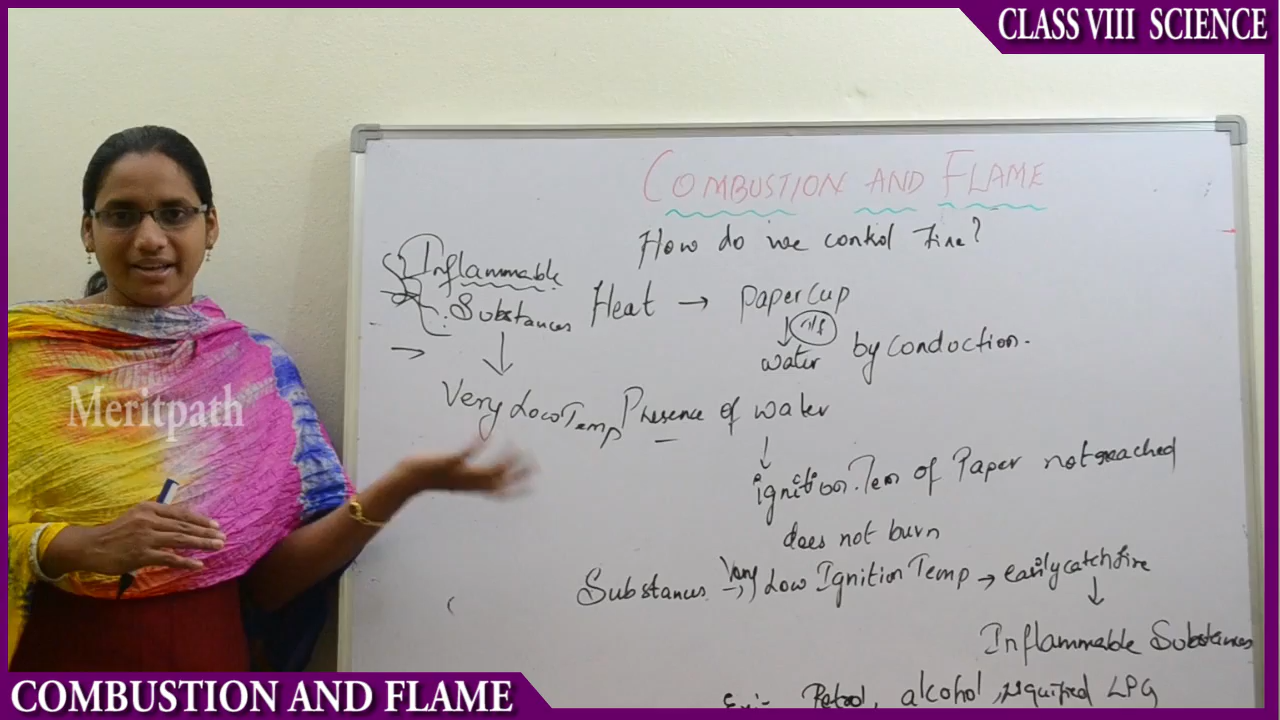 CLASS VIII SCIENCE
COMBUSTION AND FLAME
How do we control Fire?
Inflammable
Substances
Heat → paper cup
water by conduction.
Very Low Temp
Presence of water
ignition Tem of Paper not reached
does not burn
Substances → Very Low Ignition Temp → easily catch fire
Inflammable Substances
Ex:- Petrol, alcohol, LPG
Meritpath
COMBUSTION AND FLAME